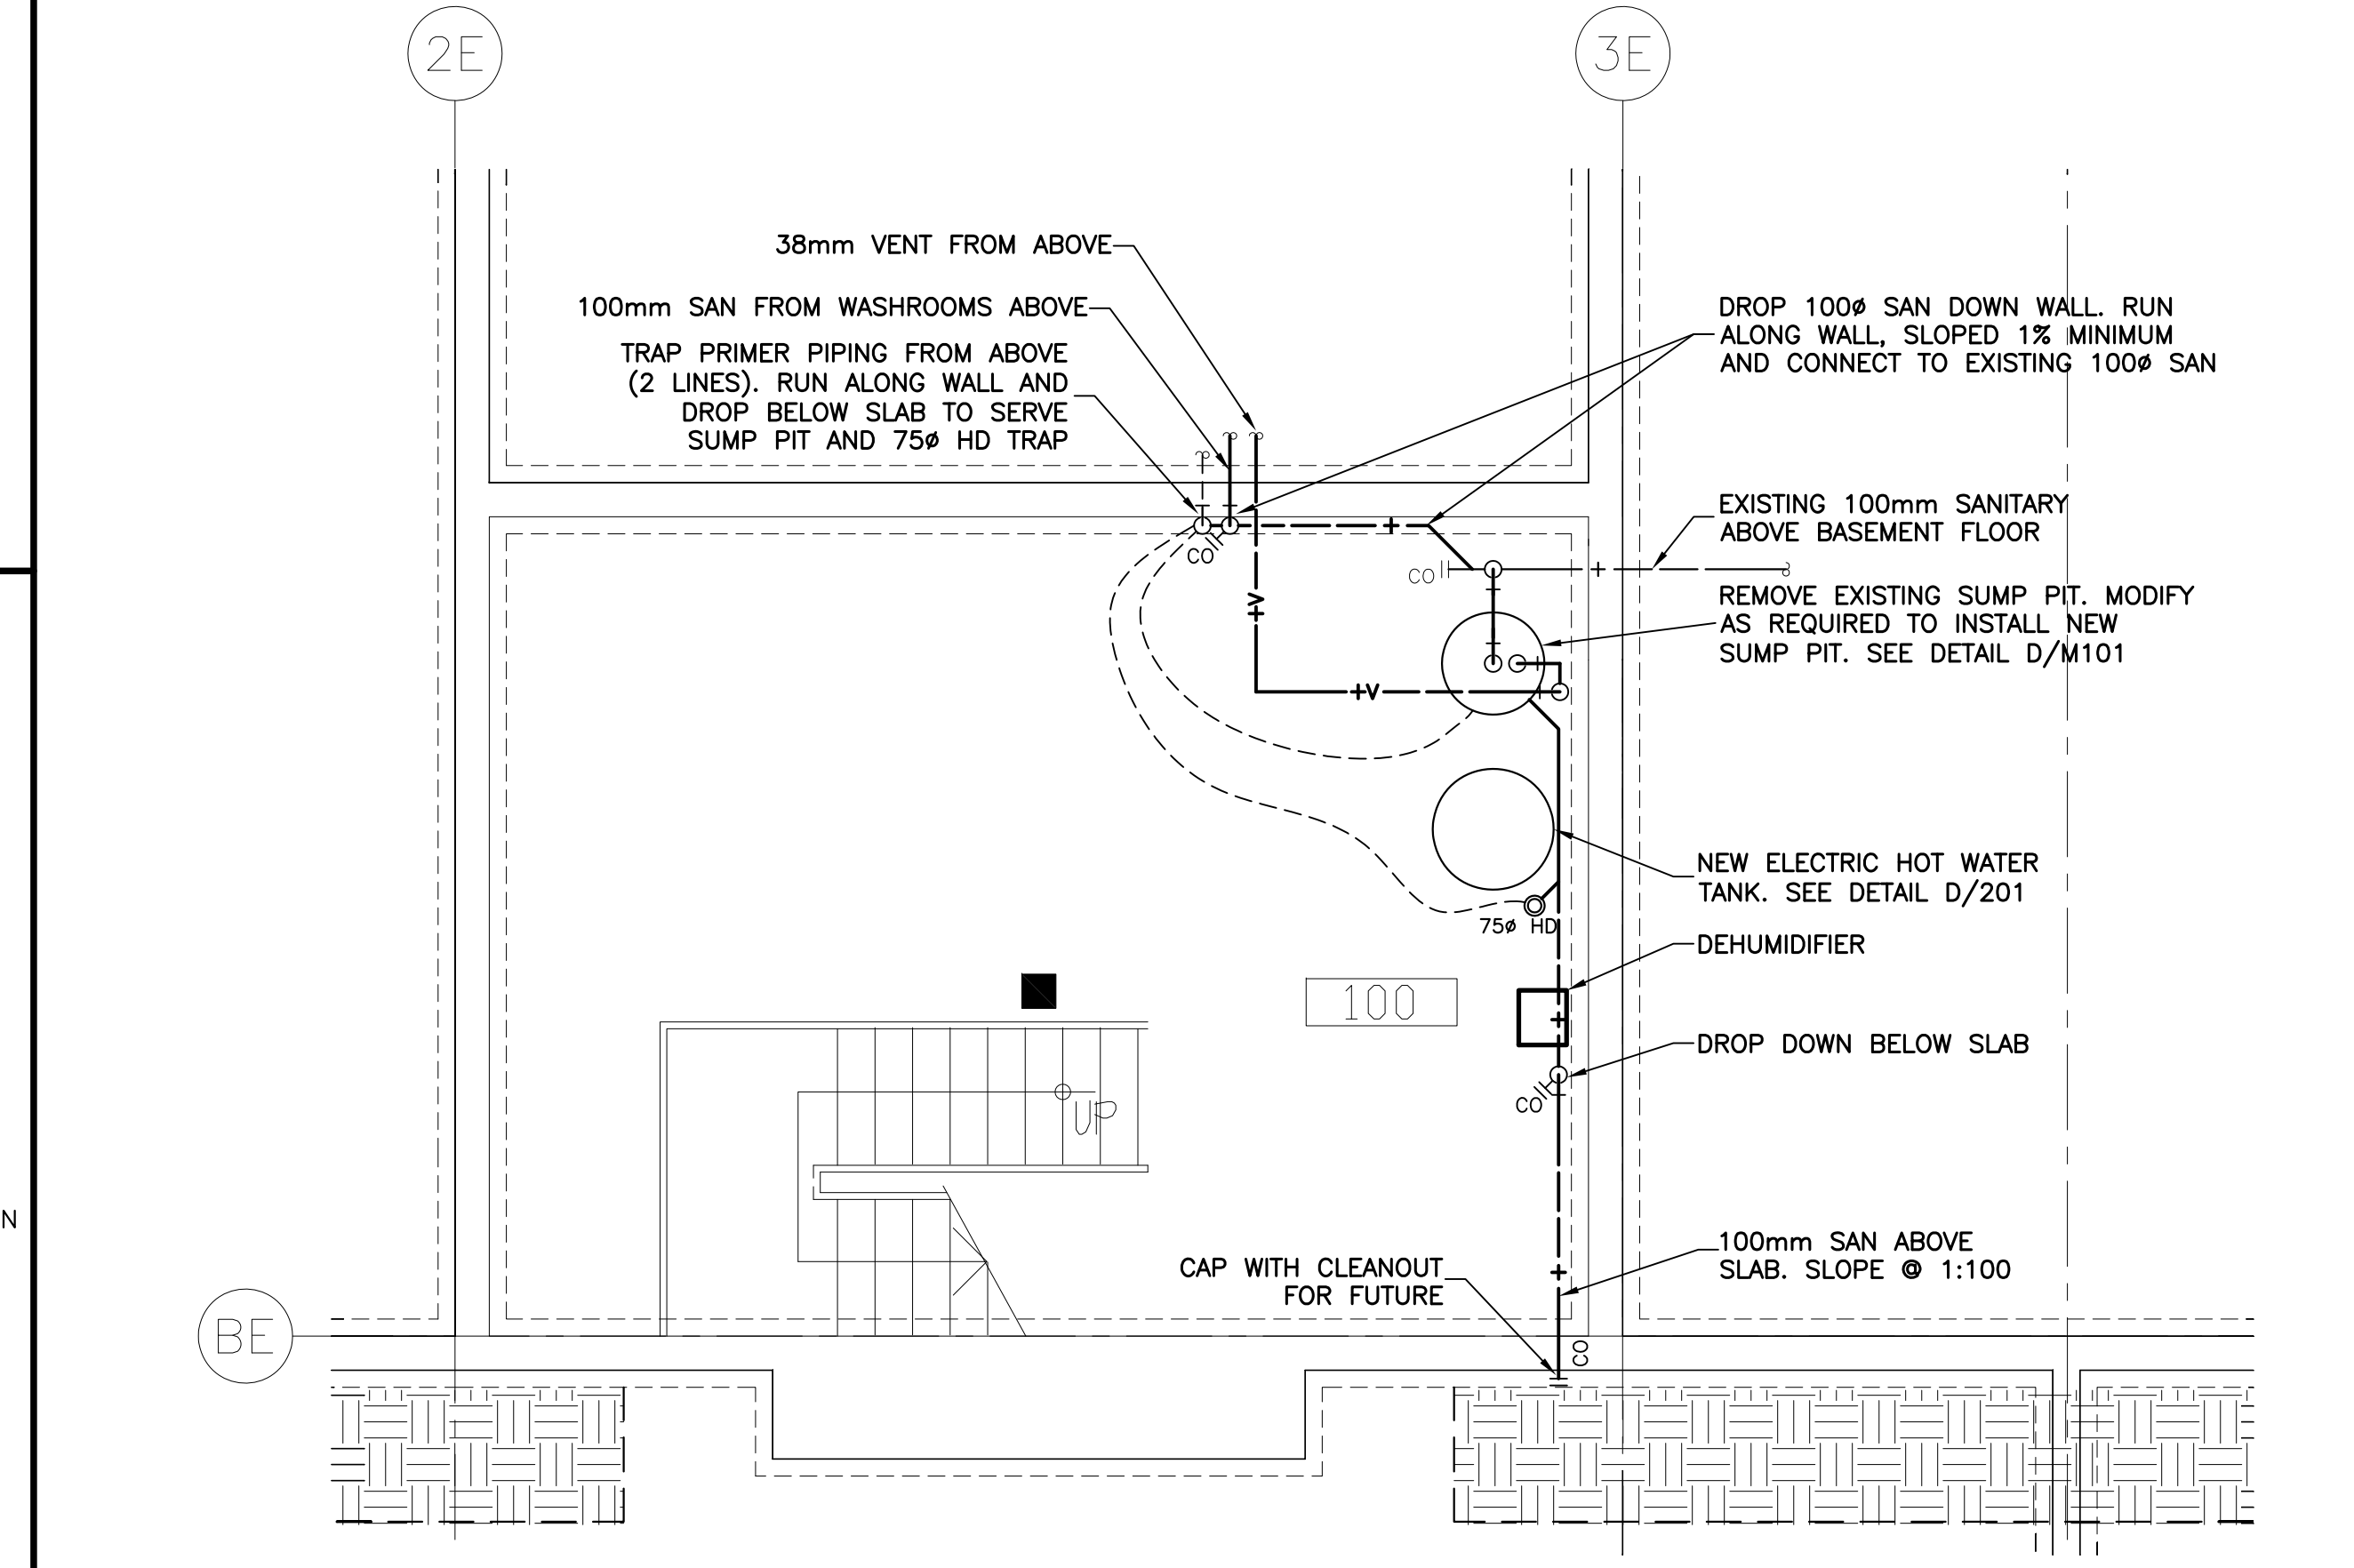 2E
3E
38mm VENT FROM ABOVE
100mm SAN FROM WASHROOMS ABOVE
TRAP PRIMER PIPING FROM ABOVE
(2 LINES). RUN ALONG WALL AND
DROP BELOW SLAB TO SERVE
SUMP PIT AND 75ø HD TRAP
DROP 100ø SAN DOWN WALL. RUN
ALONG WALL, SLOPED 1% MINIMUM
AND CONNECT TO EXISTING 100ø SAN
EXISTING 100mm SANITARY
ABOVE BASEMENT FLOOR
CO
CO
V
REMOVE EXISTING SUMP PIT. MODIFY
AS REQUIRED TO INSTALL NEW
SUMP PIT. SEE DETAIL D/M101
V
NEW ELECTRIC HOT WATER
TANK. SEE DETAIL D/201
75ø HD
DEHUMIDIFIER
100
DROP DOWN BELOW SLAB
UP
CO
N
100mm SAN ABOVE
SLAB. SLOPE @ 1:100
CAP WITH CLEANOUT
FOR FUTURE
BE
CO